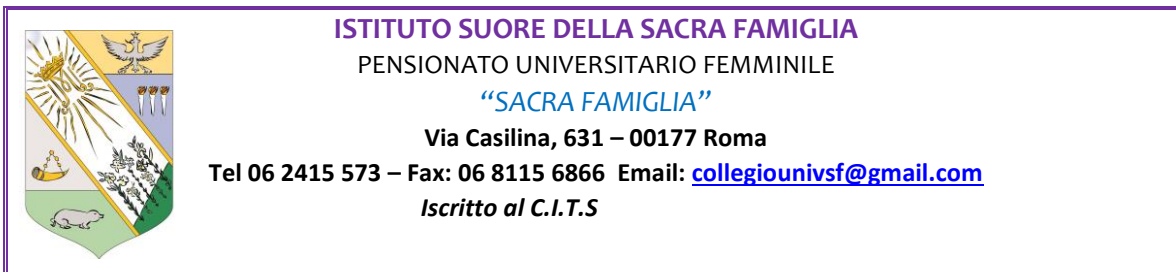 ISTITUTO SUORE DELLA SACRA FAMIGLIA
PENSIONATO UNIVERSITARIO FEMMINILE
“SACRA FAMIGLIA”
Via Casilina, 631 – 00177 Roma
Tel 06 2415 573 – Fax: 06 8115 6866 Email: collegiounivsf@gmail.com
Iscritto al C.I.T.S